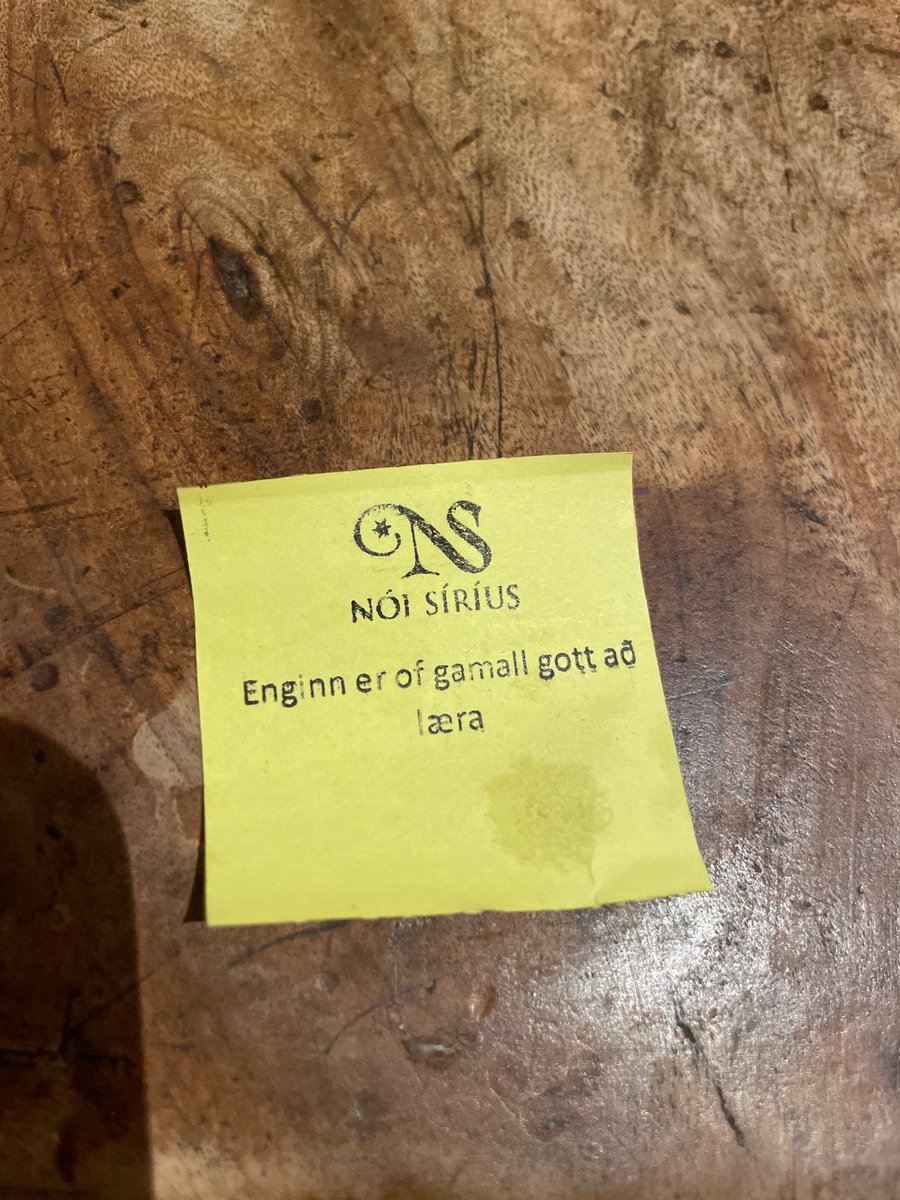 NS
NÓI SÍRÍUS
Enginn er of gamall gott að
læra